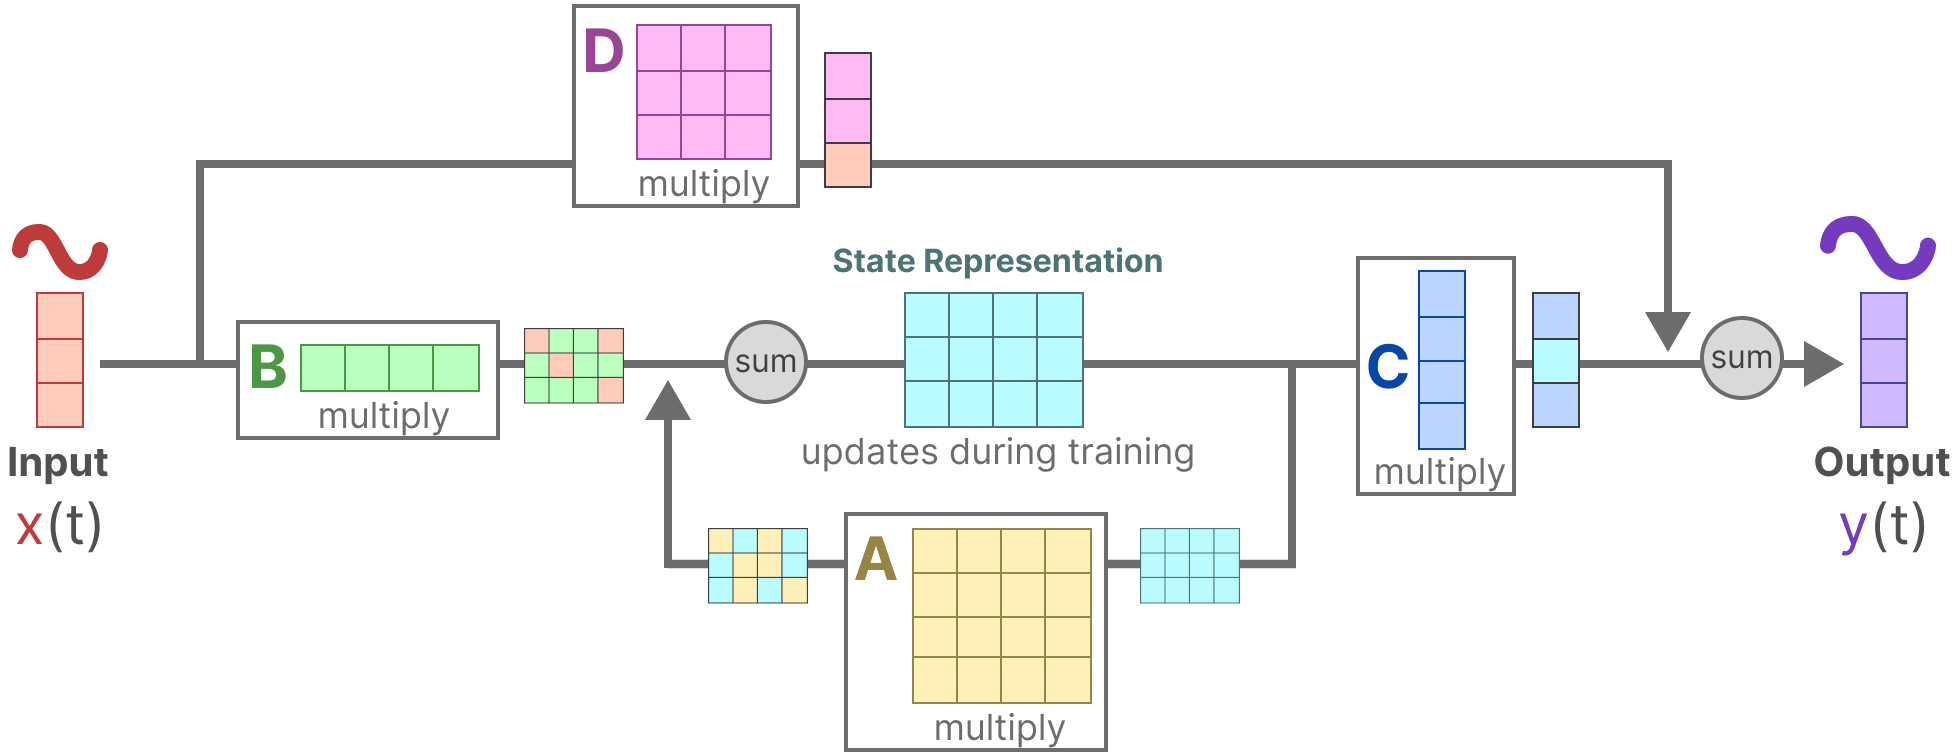 D
multiply
State Representation
B
multiply
sum
updates during training
C
multiply
sum
Input
x(t)
Output
y(t)
A
multiply